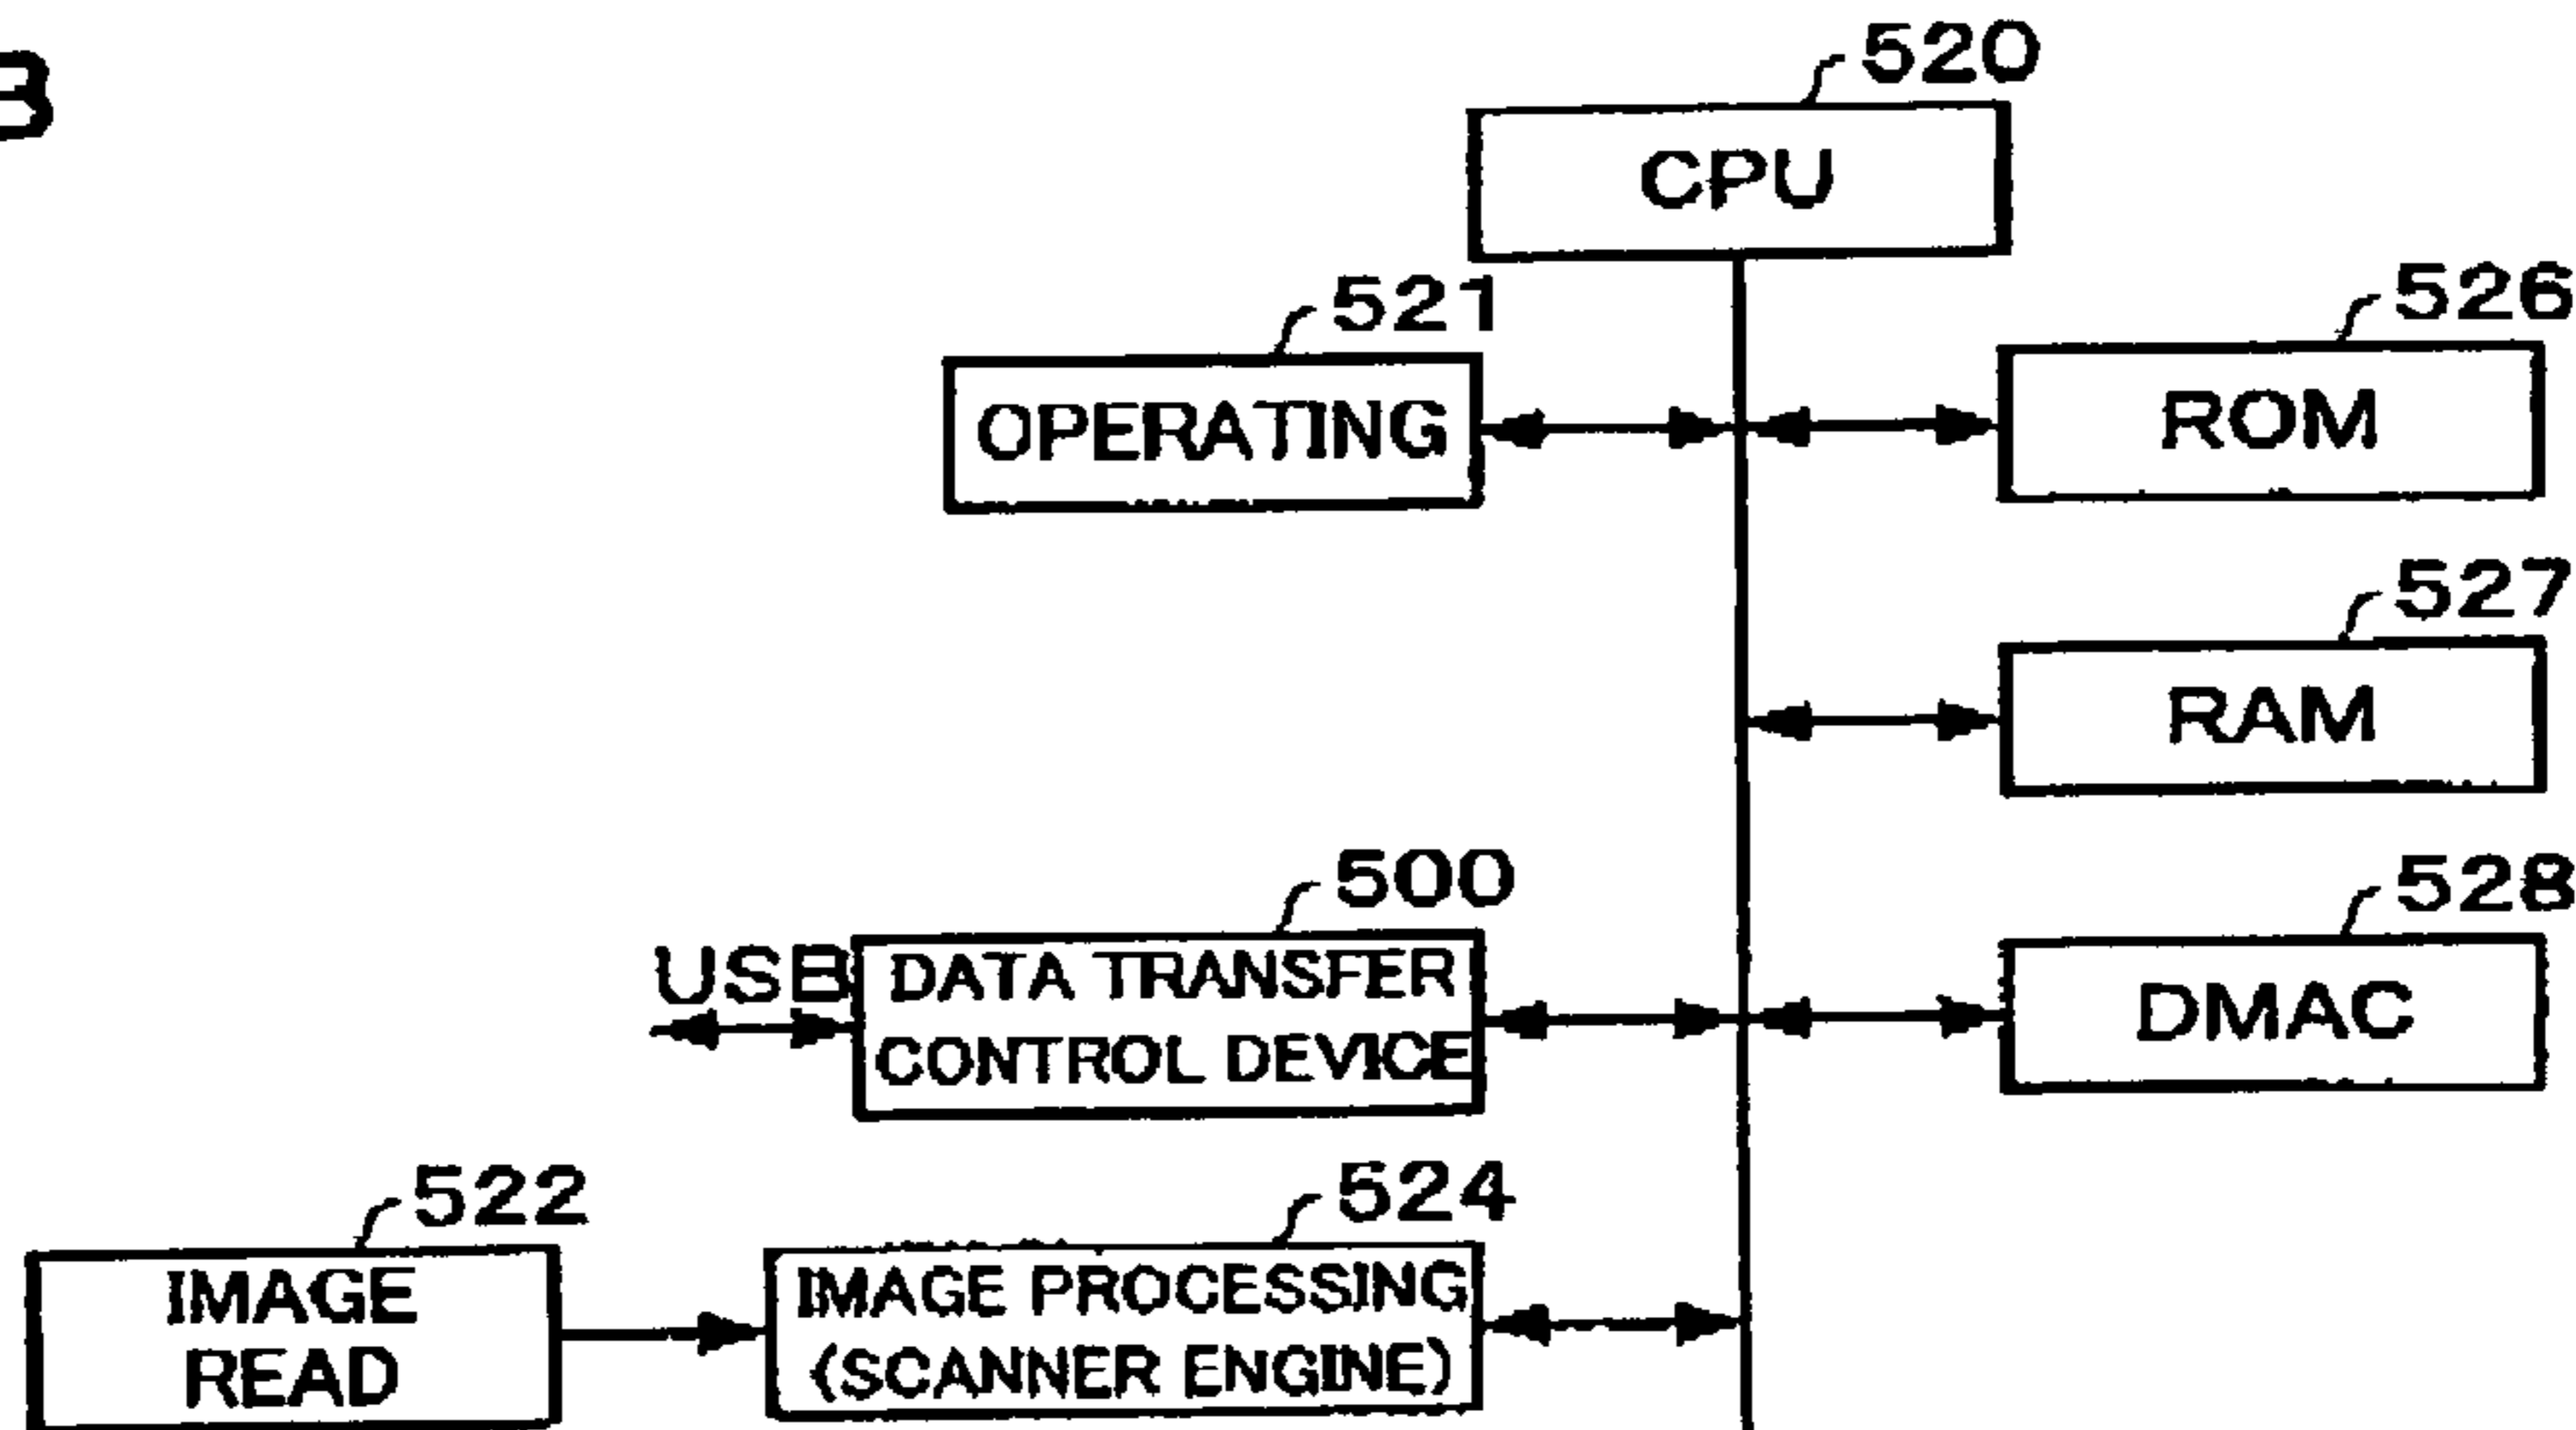 B
520
CPU
521
OPERATING
526
ROM
527
RAM
500
USB
DATA TRANSFER
CONTROL DEVICE
528
DMAC
522
IMAGE
READ
524
IMAGE PROCESSING
(SCANNER ENGINE)